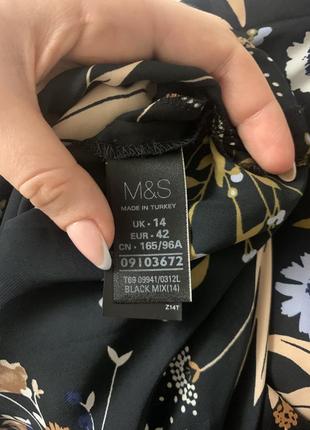 M&S
MADE IN TURKEY
UK · 14
EUR · 42
CN · 165/96A
09103672
T69 09941/0312L
BLACK MIX(14)
Z14T